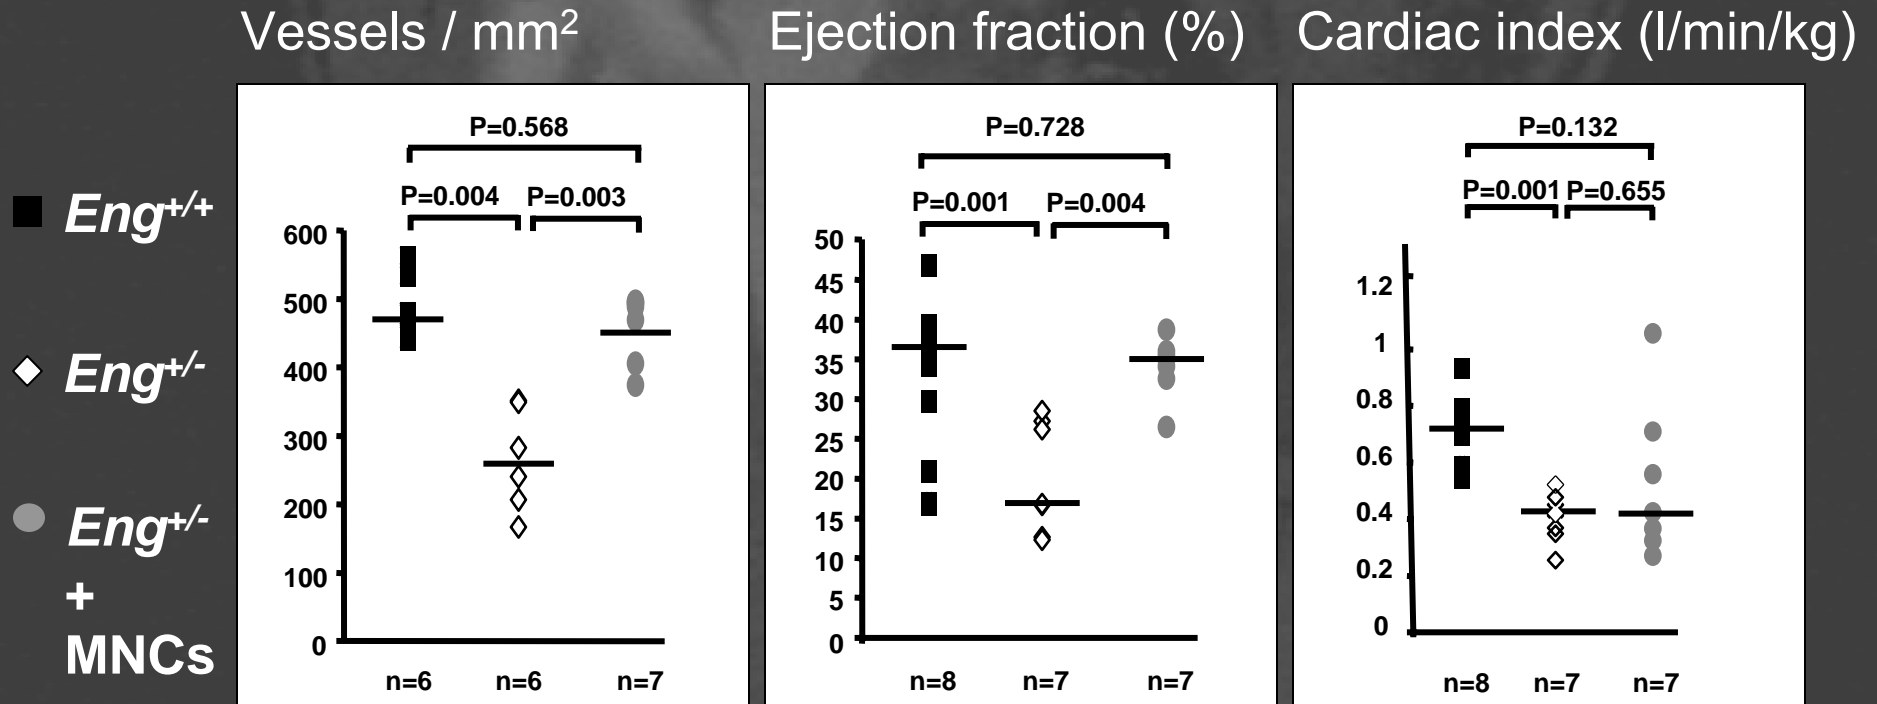 Vessels / mm²
Ejection fraction (%)
Cardiac index (l/min/kg)
Eng+/+
Eng+/-
Eng+/-
+
MNCs
P=0.568
P=0.004
P=0.003
600
500
400
300
200
100
0
n=6
n=6
n=7
P=0.728
P=0.001
P=0.004
50
45
40
35
30
25
20
15
10
5
0
n=8
n=7
n=7
P=0.132
P=0.001
P=0.655
1.2
1
0.8
0.6
0.4
0.2
0
n=8
n=7
n=7